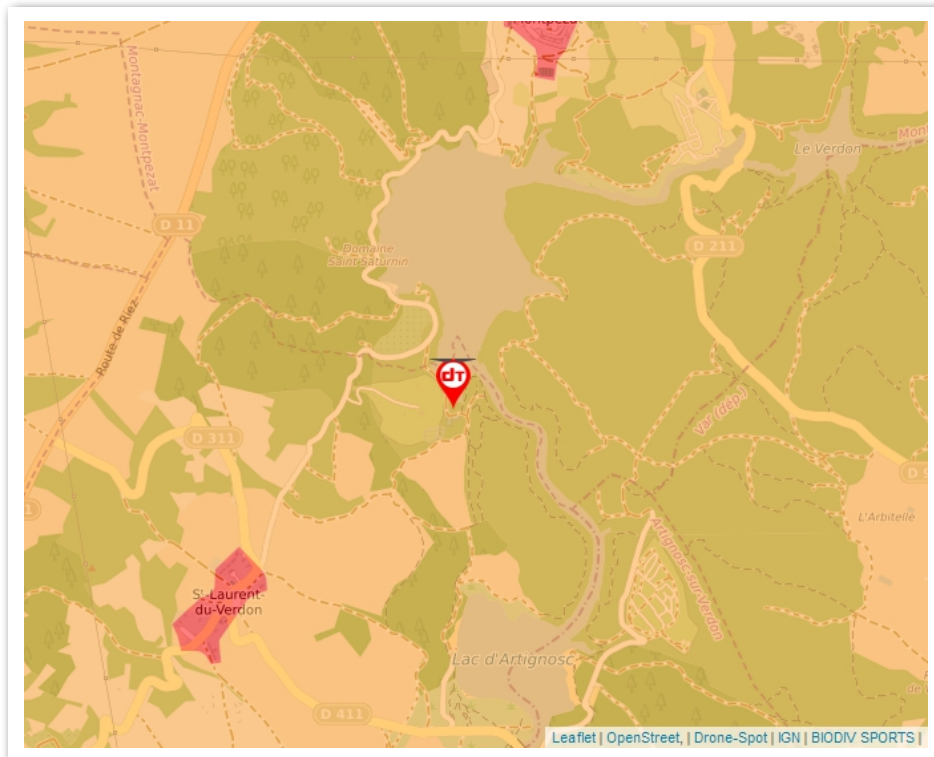 Montpezat
Montagnac-Montpezat
Le Verdon
D 11
D 211
Domaine
Saint Saturnin
Route de Riez
dT
Var (dép.)
D 311
L'Arbitelle
Artignosc-sur-Verdon
St-Laurent-
du-Verdon
Lac d'Artignosc
D 411
Leaflet | OpenStreet, | Drone-Spot | IGN | BIODIV' SPORTS |